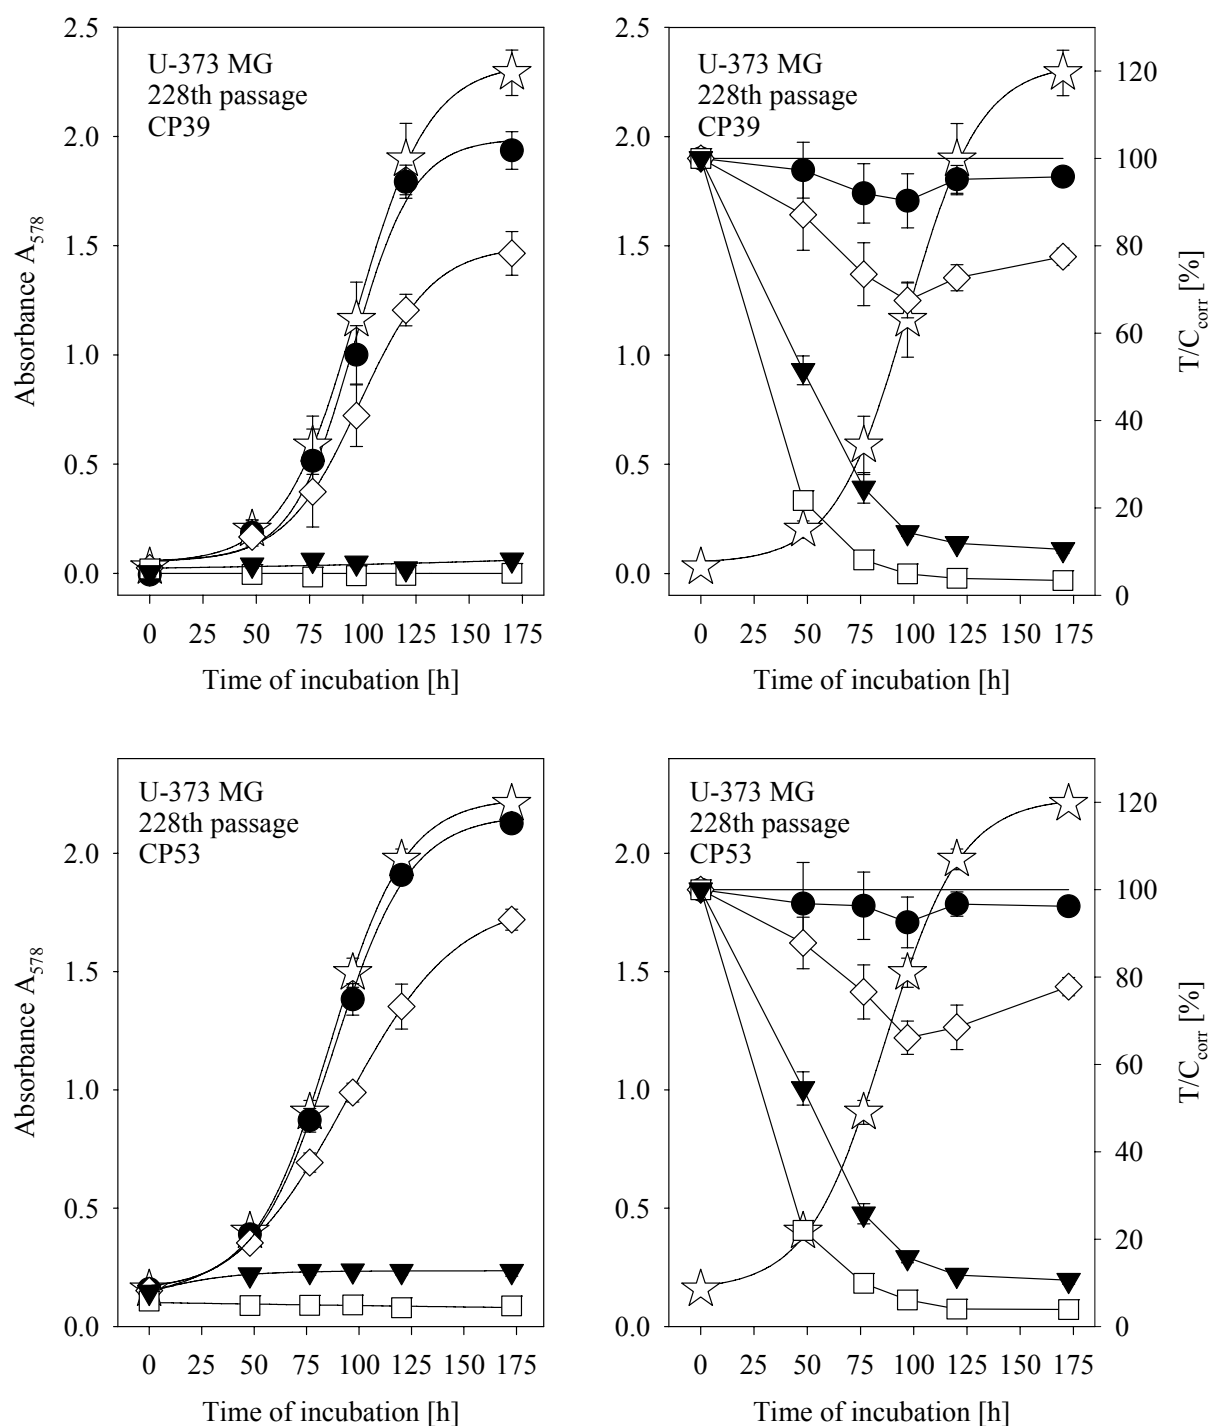 U-373 MG
228th passage
CP39
Absorbance A578
2.5
2.0
1.5
1.0
0.5
0.0
0 25 50 75 100 125 150 175
Time of incubation [h]
U-373 MG
228th passage
CP39
2.5
2.0
1.5
1.0
0.5
0.0
120
100
80
60
40
20
0
T/Ccorr [%]
0 25 50 75 100 125 150 175
Time of incubation [h]
U-373 MG
228th passage
CP53
Absorbance A578
2.0
1.5
1.0
0.5
0.0
0 25 50 75 100 125 150 175
Time of incubation [h]
U-373 MG
228th passage
CP53
2.0
1.5
1.0
0.5
0.0
120
100
80
60
40
20
0
T/Ccorr [%]
0 25 50 75 100 125 150 175
Time of incubation [h]